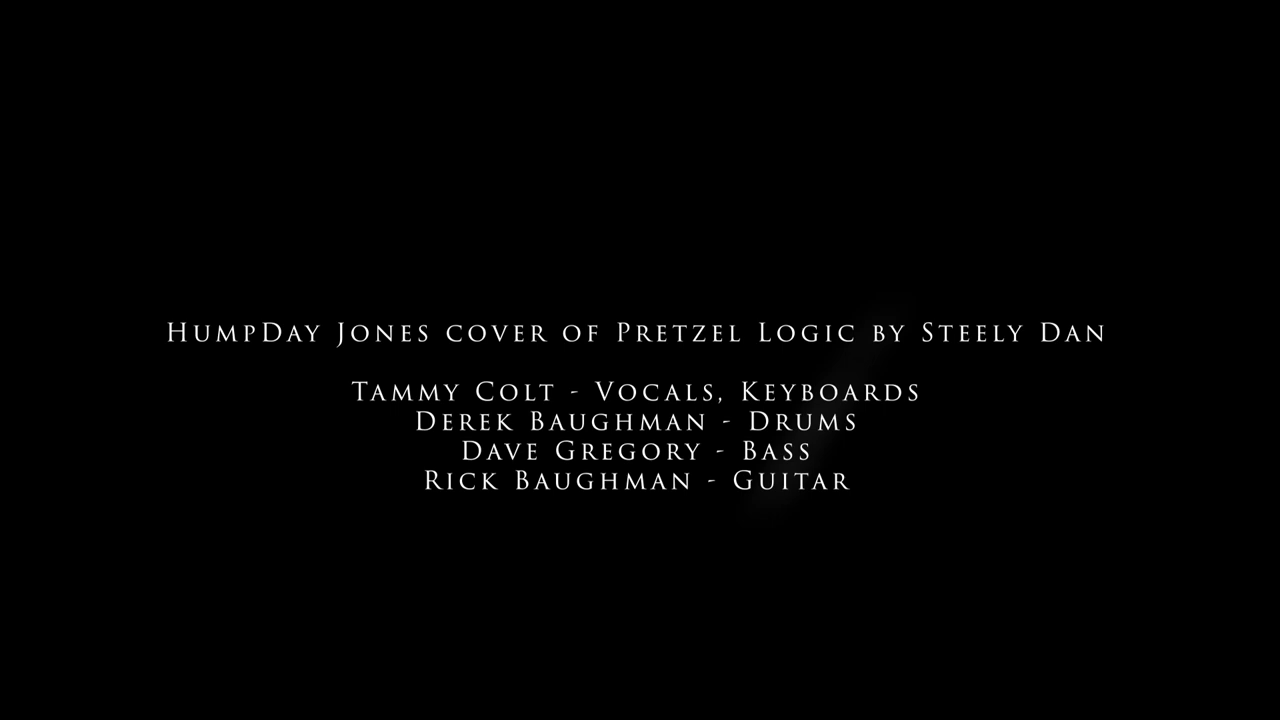 HumpDay Jones cover of Pretzel Logic by Steely Dan
Tammy Colt - Vocals, Keyboards
Derek Baughman - Drums
Dave Gregory - Bass
Rick Baughman - Guitar